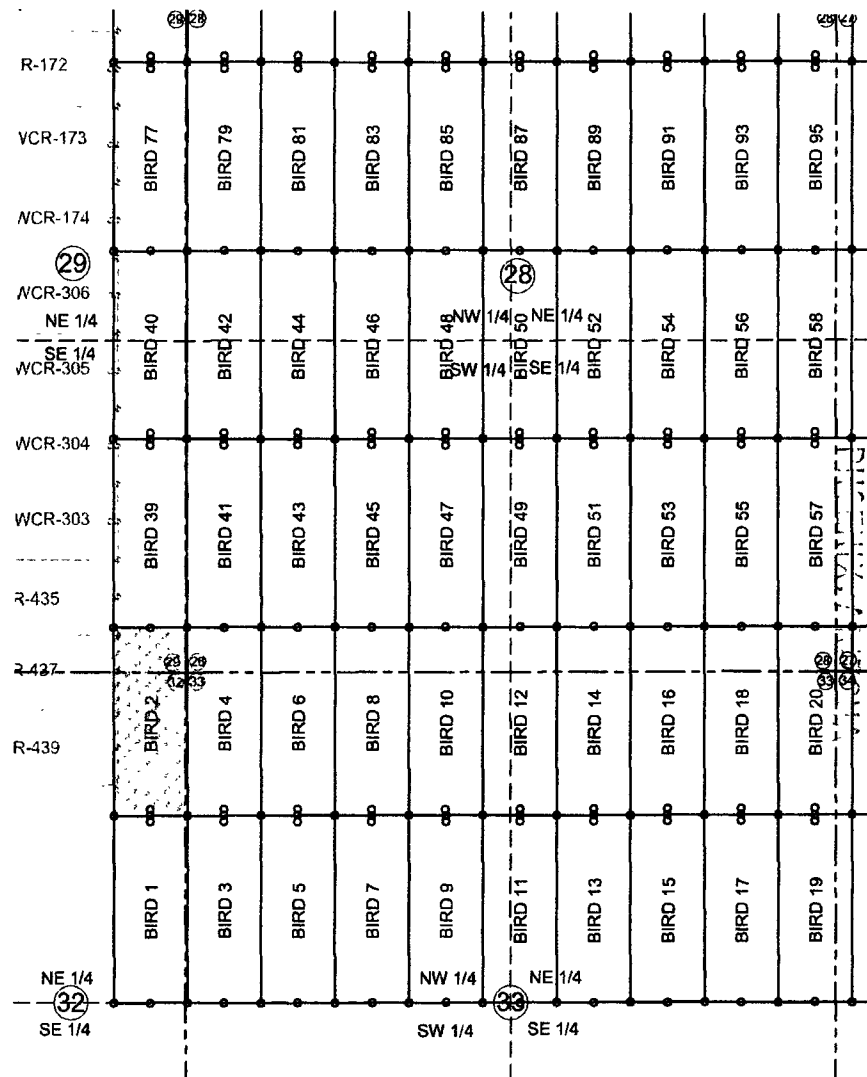 29 28 28 27
R-172
WCR-173 BIRD 77 BIRD 79 BIRD 81 BIRD 83 BIRD 85 BIRD 87 BIRD 89 BIRD 91 BIRD 93 BIRD 95
WCR-174
29 28
WCR-306
NE 1/4 NW 1/4 NE 1/4
BIRD 40 BIRD 42 BIRD 44 BIRD 46 BIRD 48 BIRD 50 BIRD 52 BIRD 54 BIRD 56 BIRD 58
SE 1/4 SW 1/4 SE 1/4
WCR-305
WCR-304
WCR-303 BIRD 39 BIRD 41 BIRD 43 BIRD 45 BIRD 47 BIRD 49 BIRD 51 BIRD 53 BIRD 55 BIRD 57
R-435
29 28 28 27
R-437
33 33 34
BIRD 2 BIRD 4 BIRD 6 BIRD 8 BIRD 10 BIRD 12 BIRD 14 BIRD 16 BIRD 18 BIRD 20
R-439
BIRD 1 BIRD 3 BIRD 5 BIRD 7 BIRD 9 BIRD 11 BIRD 13 BIRD 15 BIRD 17 BIRD 19
NE 1/4 NW 1/4 NE 1/4
32 33
SE 1/4 SW 1/4 SE 1/4